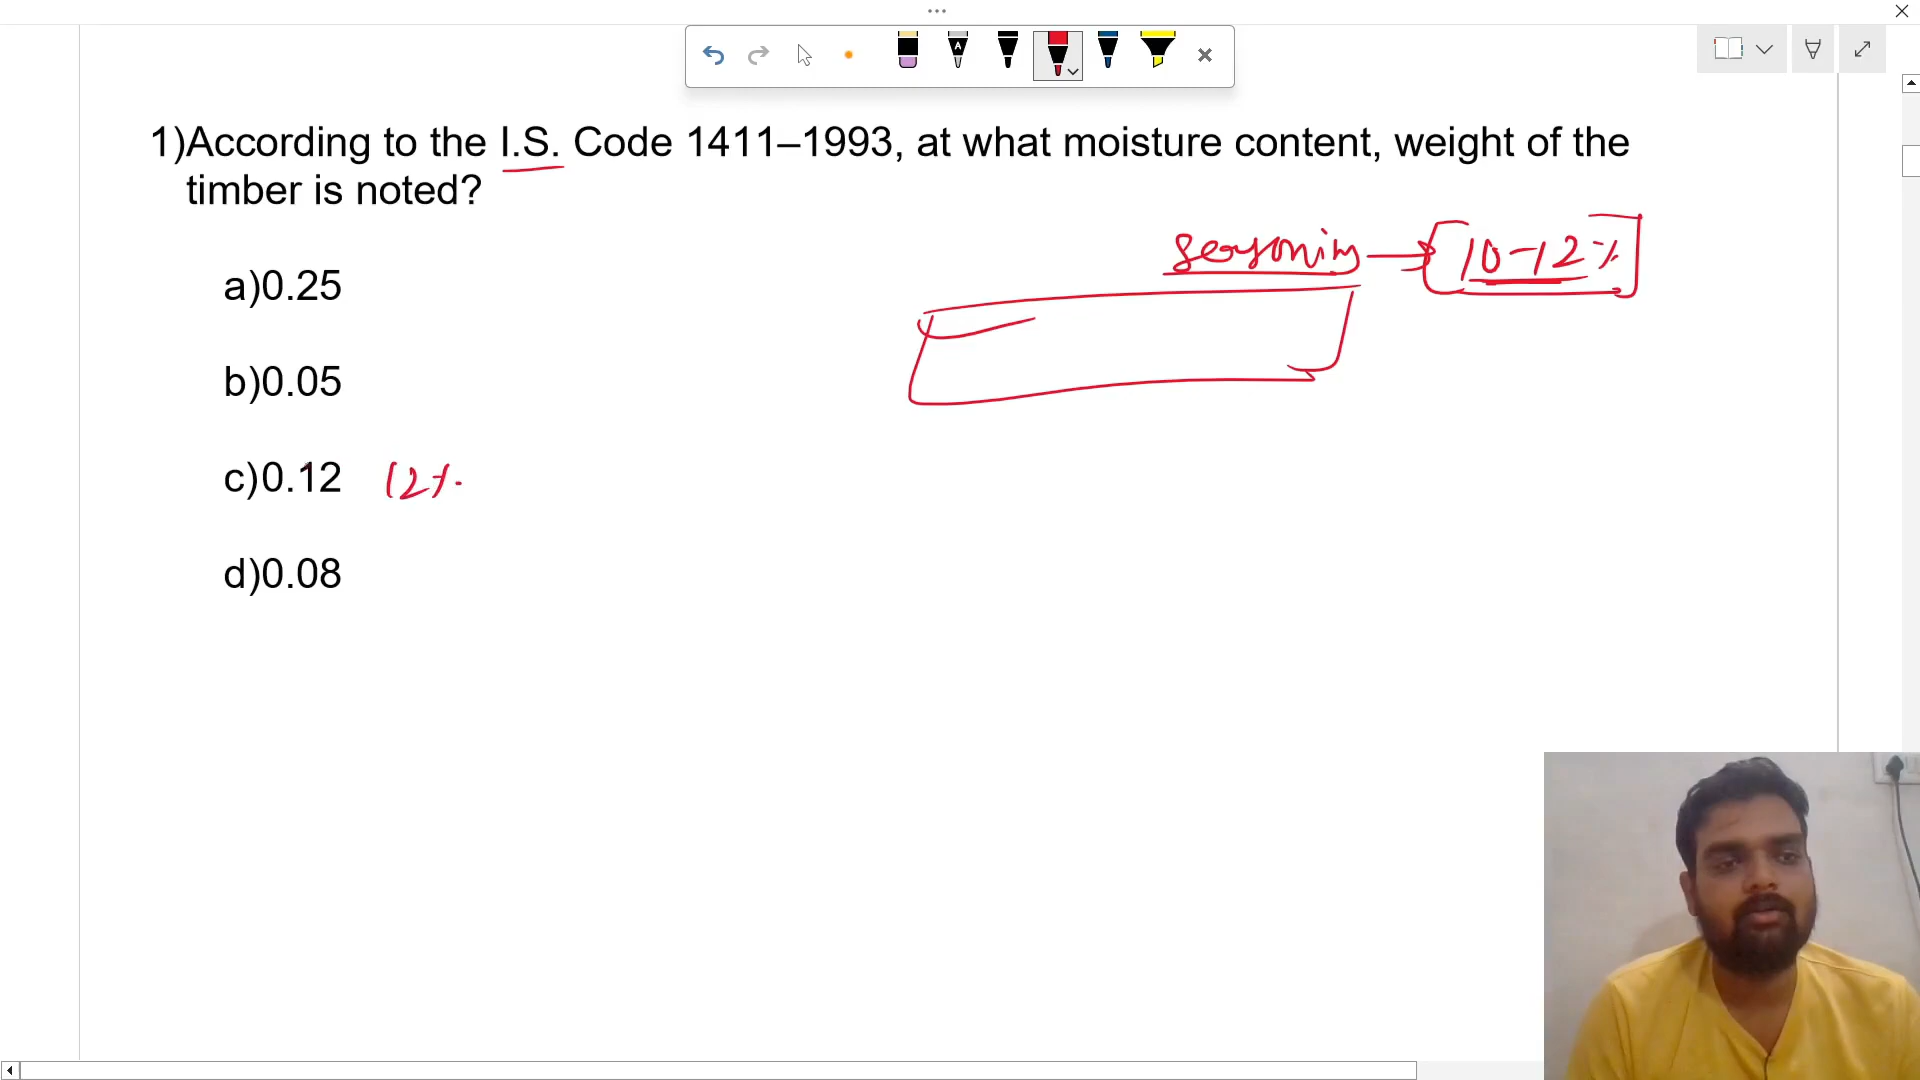 1)According to the I.S. Code 1411–1993, at what moisture content, weight of the
timber is noted?
seasoning → [10-12%]
a)0.25
b)0.05
c)0.12 12%.
d)0.08